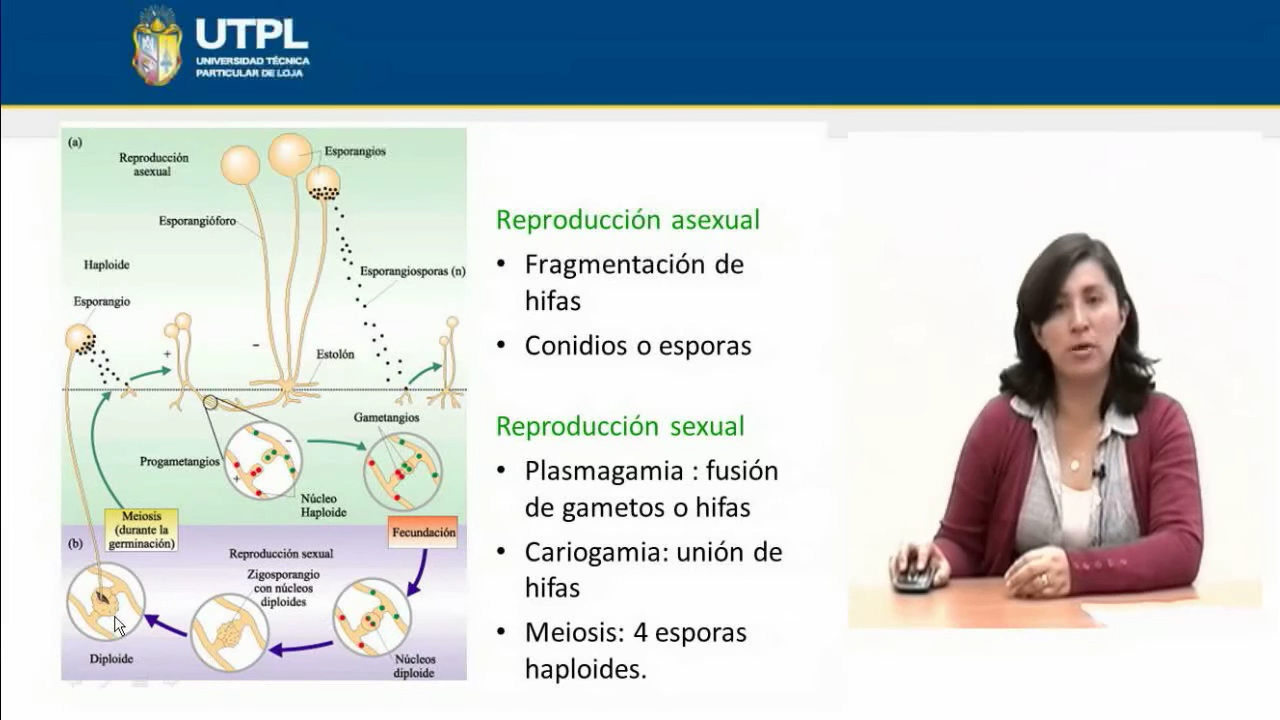 UTPL
UNIVERSIDAD TÉCNICA
PARTICULAR DE LOJA
(a)
Reproducción
asexual
Esporangios
Esporangióforo
Haploide
Esporangiosporas (n)
Esporangio
+
-
Estolón
Gametangios
Progametangios
-
+
Núcleo
Haploide
Meiosis
(durante la
germinación)
Fecundación
(b)
Reproducción sexual
Zigosporangio
con núcleos
diploides
Diploide
Núcleos
diploide
Reproducción asexual
• Fragmentación de
hifas
• Conidios o esporas
Reproducción sexual
• Plasmagamia : fusión
de gametos o hifas
• Cariogamia: unión de
hifas
• Meiosis: 4 esporas
haploides.